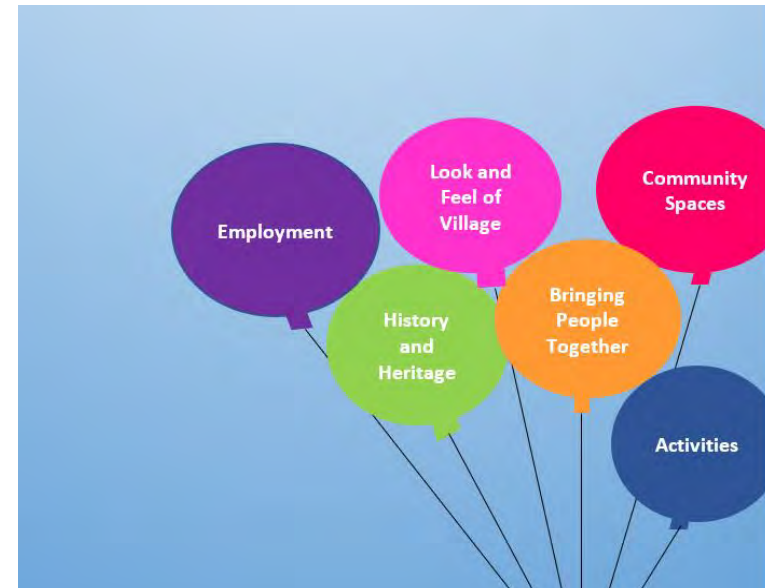 Employment
Look and
Feel of
Village
Community
Spaces
History
and
Heritage
Bringing
People
Together
Activities